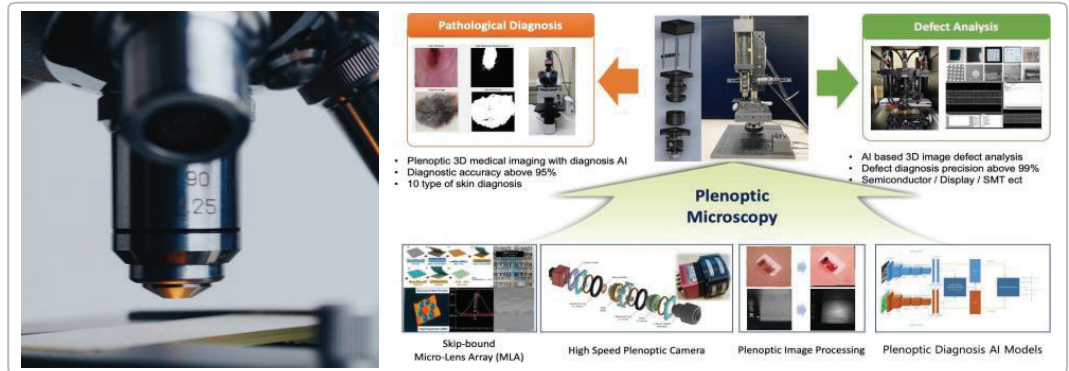 90
.25
Pathological Diagnosis
• Plenoptic 3D medical imaging with diagnosis AI
• Diagnostic accuracy above 95%
• 10 type of skin diagnosis
Defect Analysis
• AI based 3D image defect analysis
• Defect diagnosis precision above 99%
• Semiconductor / Display / SMT ect
Plenoptic
Microscopy
Skip-bound
Micro-Lens Array (MLA)
High Speed Plenoptic Camera
Plenoptic Image Processing
Plenoptic Diagnosis AI Models